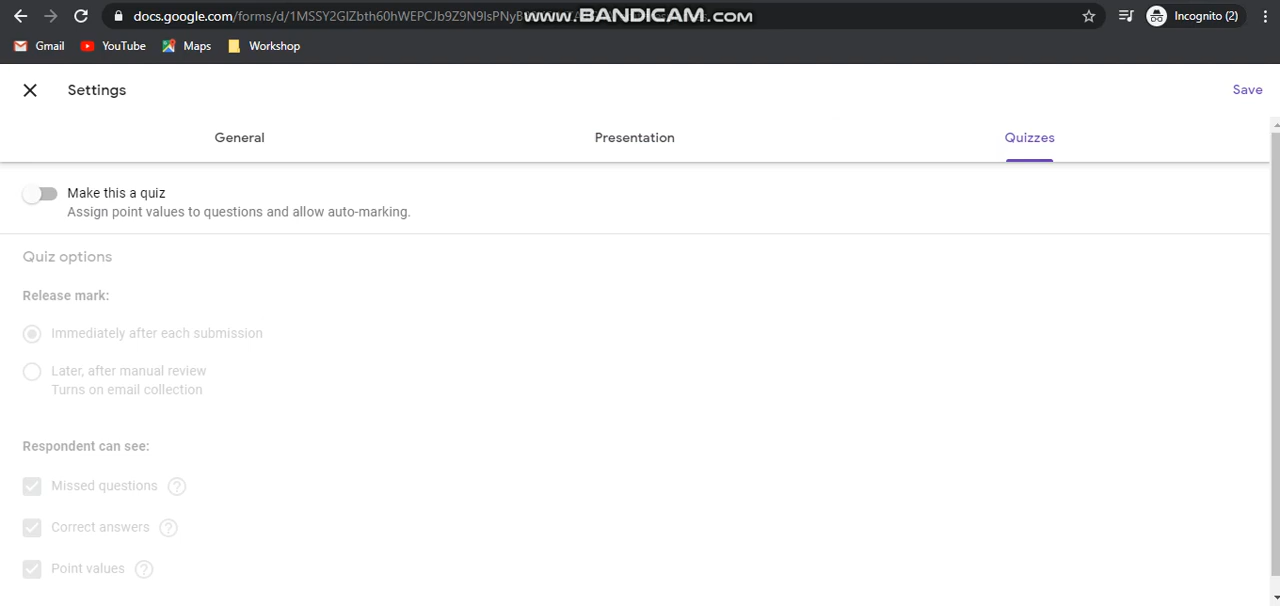 docs.google.com/forms/d/1MSSY2GIZbth60hWEPCJb9Z9N9IsPNyB
www.BANDICAM.com
Incognito (2)
Gmail
YouTube
Maps
Workshop
Settings
Save
General
Presentation
Quizzes
Make this a quiz
Assign point values to questions and allow auto-marking.
Quiz options
Release mark:
Immediately after each submission
Later, after manual review
Turns on email collection
Respondent can see:
Missed questions ?
Correct answers ?
Point values ?